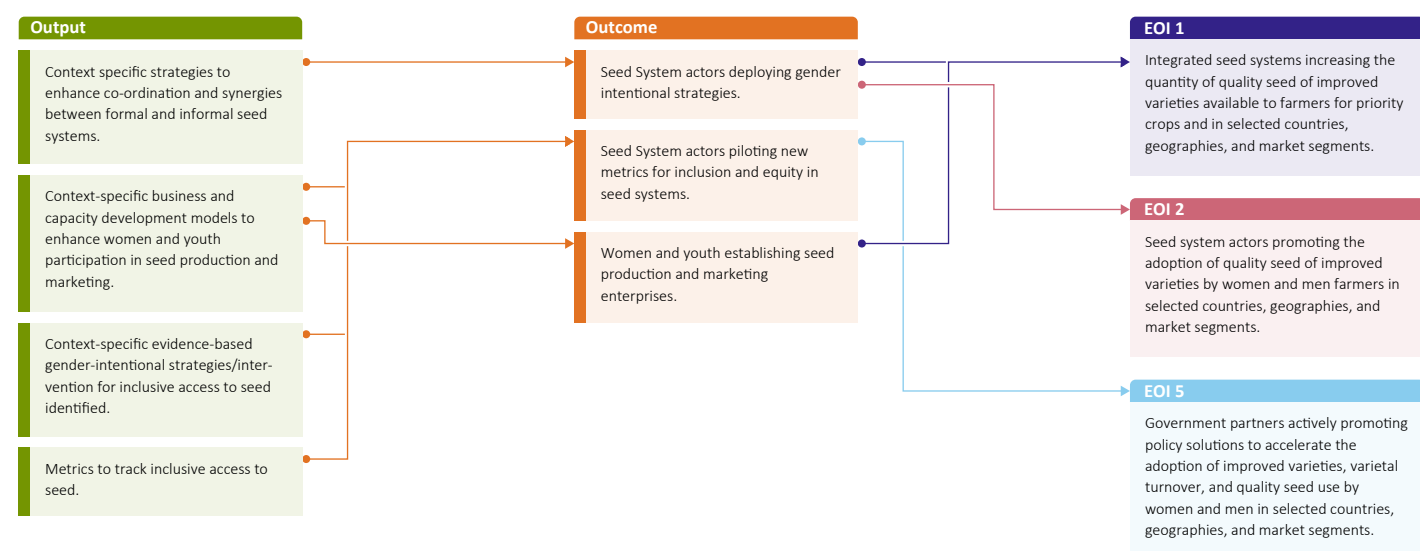 Output
Context specific strategies to
enhance co-ordination and synergies
between formal and informal seed
systems.
Context-specific business and
capacity development models to
enhance women and youth
participation in seed production and
marketing.
Context-specific evidence-based
gender-intentional strategies/inter-
vention for inclusive access to seed
identified.
Metrics to track inclusive access to
seed.
Outcome
Seed System actors deploying gender
intentional strategies.
Seed System actors piloting new
metrics for inclusion and equity in
seed systems.
Women and youth establishing seed
production and marketing
enterprises.
EOI 1
Integrated seed systems increasing the
quantity of quality seed of improved
varieties available to farmers for priority
crops and in selected countries,
geographies, and market segments.
EOI 2
Seed system actors promoting the
adoption of quality seed of improved
varieties by women and men farmers in
selected countries, geographies, and
market segments.
EOI 5
Government partners actively promoting
policy solutions to accelerate the
adoption of improved varieties, varietal
turnover, and quality seed use by
women and men in selected countries,
geographies, and market segments.